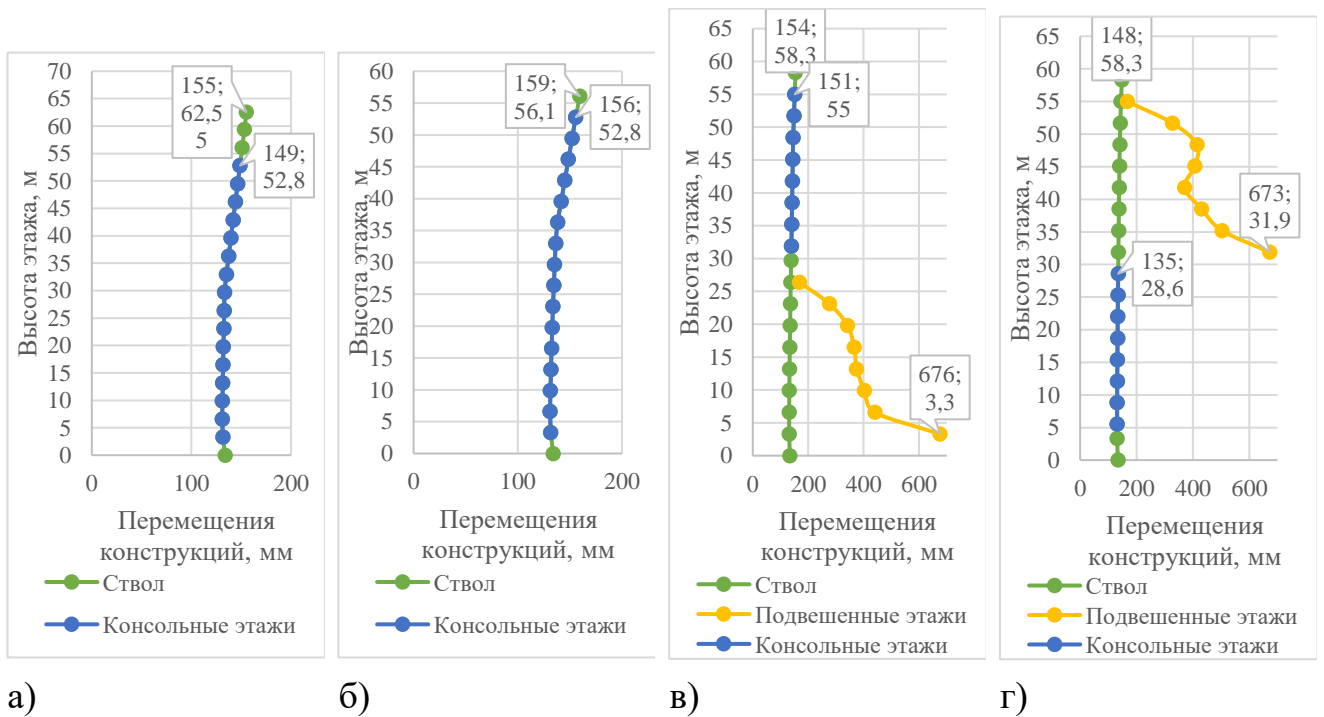 155;
62,5
5
149;
52,8
Высота этажа, м
70
65
60
55
50
45
40
35
30
25
20
15
10
5
0
0 100 200
Перемещения
конструкций, мм
Ствол
Консольные этажи
а)
159;
56,1
156;
52,8
Высота этажа, м
60
55
50
45
40
35
30
25
20
15
10
5
0
0 100 200
Перемещения
конструкций, мм
Ствол
Консольные этажи
б)
154;
58,3
151;
55
676;
3,3
Высота этажа, м
65
60
55
50
45
40
35
30
25
20
15
10
5
0
0 200 400 600
Перемещения
конструкций, мм
Ствол
Подвешенные этажи
Консольные этажи
в)
148;
58,3
673;
31,9
135;
28,6
Высота этажа, м
65
60
55
50
45
40
35
30
25
20
15
10
5
0
0 200 400 600
Перемещения
конструкций, мм
Ствол
Подвешенные этажи
Консольные этажи
г)